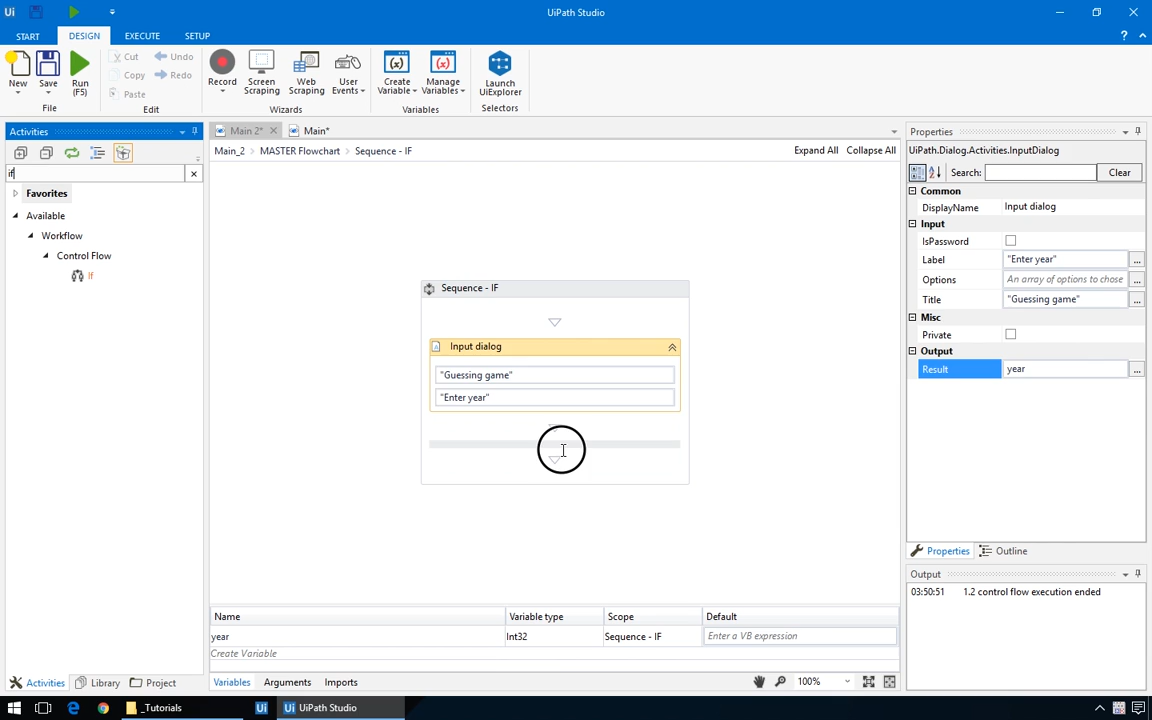 Ui
UiPath Studio
START
DESIGN
EXECUTE
SETUP
New
Save
Run
(F5)
File
Cut
Copy
Paste
Undo
Redo
Edit
Record
Screen
Scraping
Web
Scraping
User
Events
Wizards
Create
Variable
Manage
Variables
Variables
Launch
UiExplorer
Selectors
Activities
if
Favorites
Available
Workflow
Control Flow
If
Main 2*
Main*
Main_2 > MASTER Flowchart > Sequence - IF
Expand All
Collapse All
Sequence - IF
Input dialog
"Guessing game"
"Enter year"
Name
Variable type
Scope
Default
year
Int32
Sequence - IF
Enter a VB expression
Create Variable
Variables
Arguments
Imports
100%
Activities
Library
Project
Properties
UiPath.Dialog.Activities.InputDialog
Search:
Clear
Common
DisplayName
Input dialog
Input
IsPassword
Label
"Enter year"
...
Options
An array of options to chose
...
Title
"Guessing game"
...
Misc
Private
Output
Result
year
...
Properties
Outline
Output
03:50:51
1.2 control flow execution ended
_Tutorials
Ui
Ui UiPath Studio